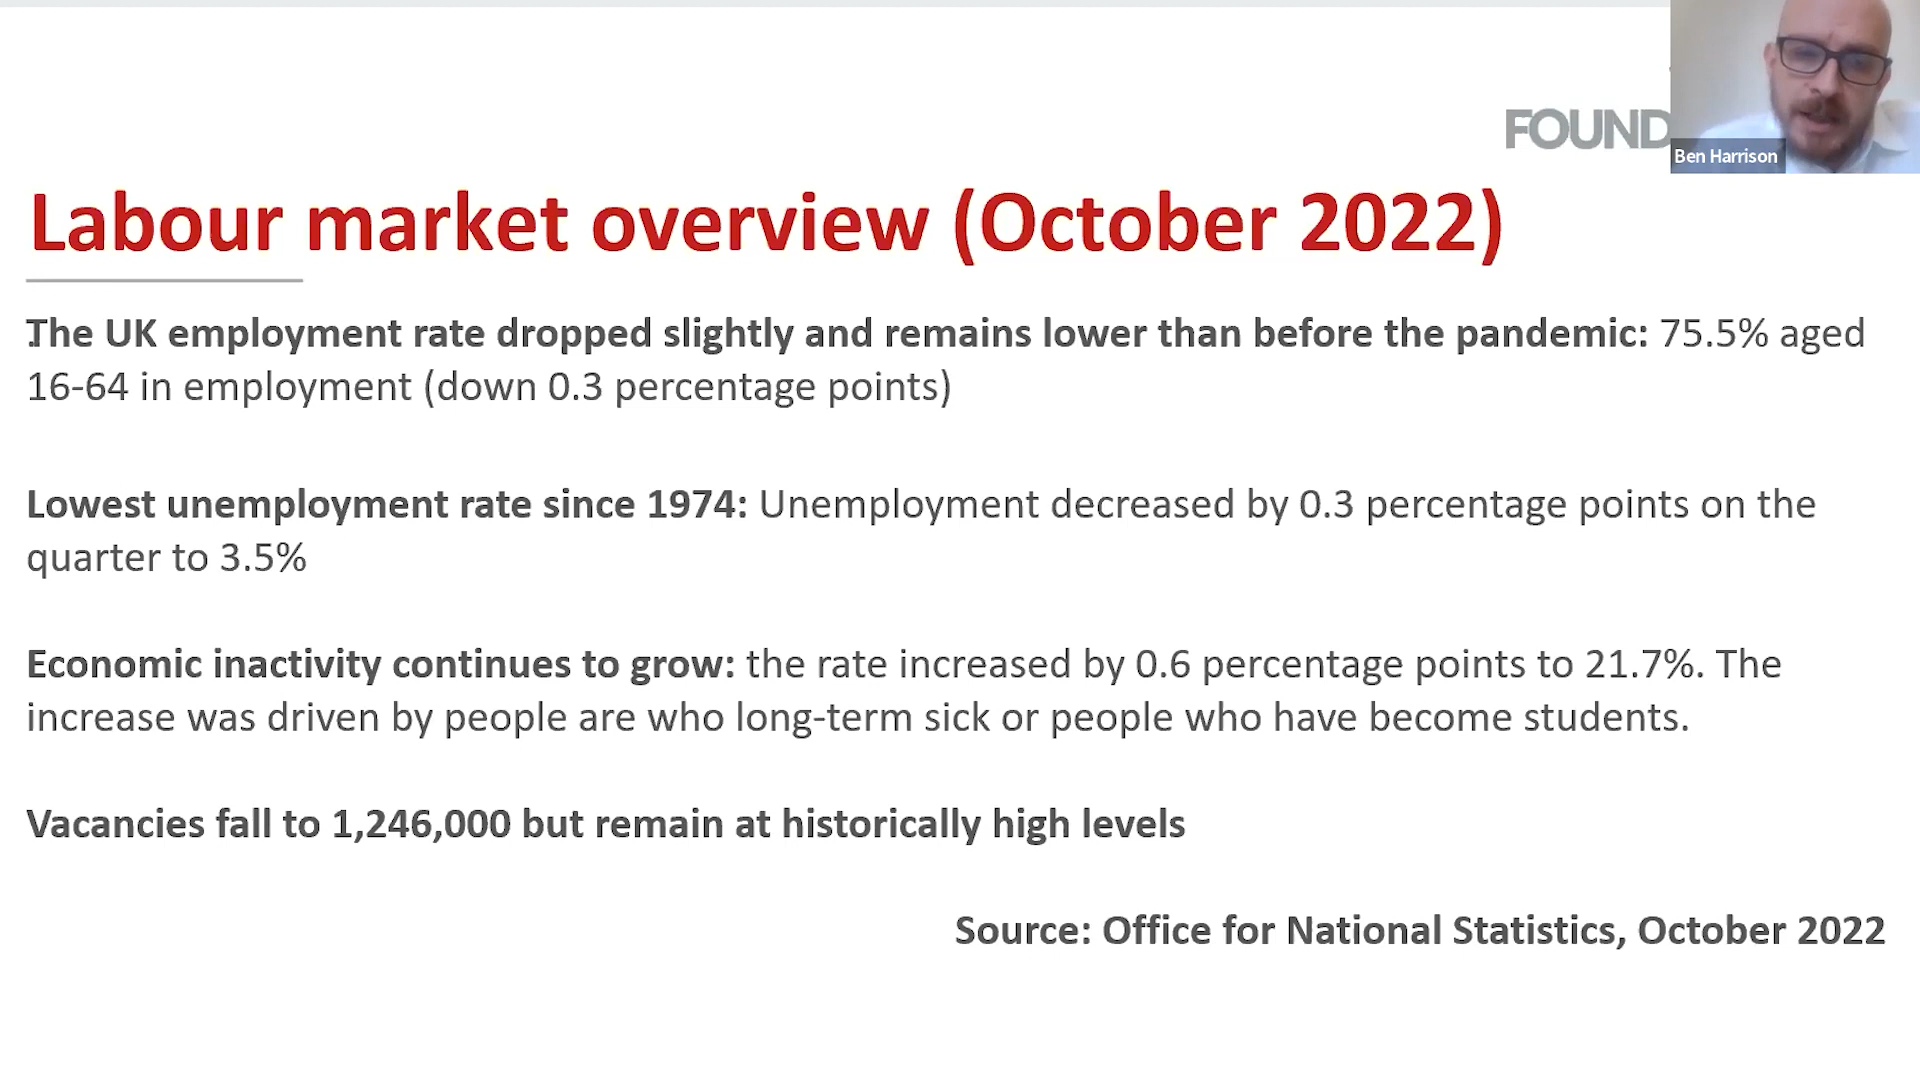 FOUND
Ben Harrison
Labour market overview (October 2022)
The UK employment rate dropped slightly and remains lower than before the pandemic: 75.5% aged
16-64 in employment (down 0.3 percentage points)
Lowest unemployment rate since 1974: Unemployment decreased by 0.3 percentage points on the
quarter to 3.5%
Economic inactivity continues to grow: the rate increased by 0.6 percentage points to 21.7%. The
increase was driven by people are who long-term sick or people who have become students.
Vacancies fall to 1,246,000 but remain at historically high levels
Source: Office for National Statistics, October 2022